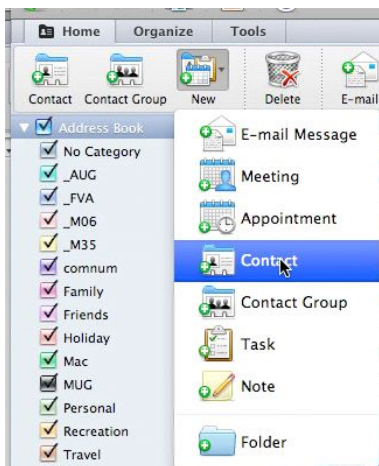 Home Organize Tools
Contact Contact Group New Delete E-mail
Address Book
No Category
_AUG
_FVA
_M06
_M35
comnum
Family
Friends
Holiday
Mac
MUG
Personal
Recreation
Travel
E-mail Message
Meeting
Appointment
Contact
Contact Group
Task
Note
Folder